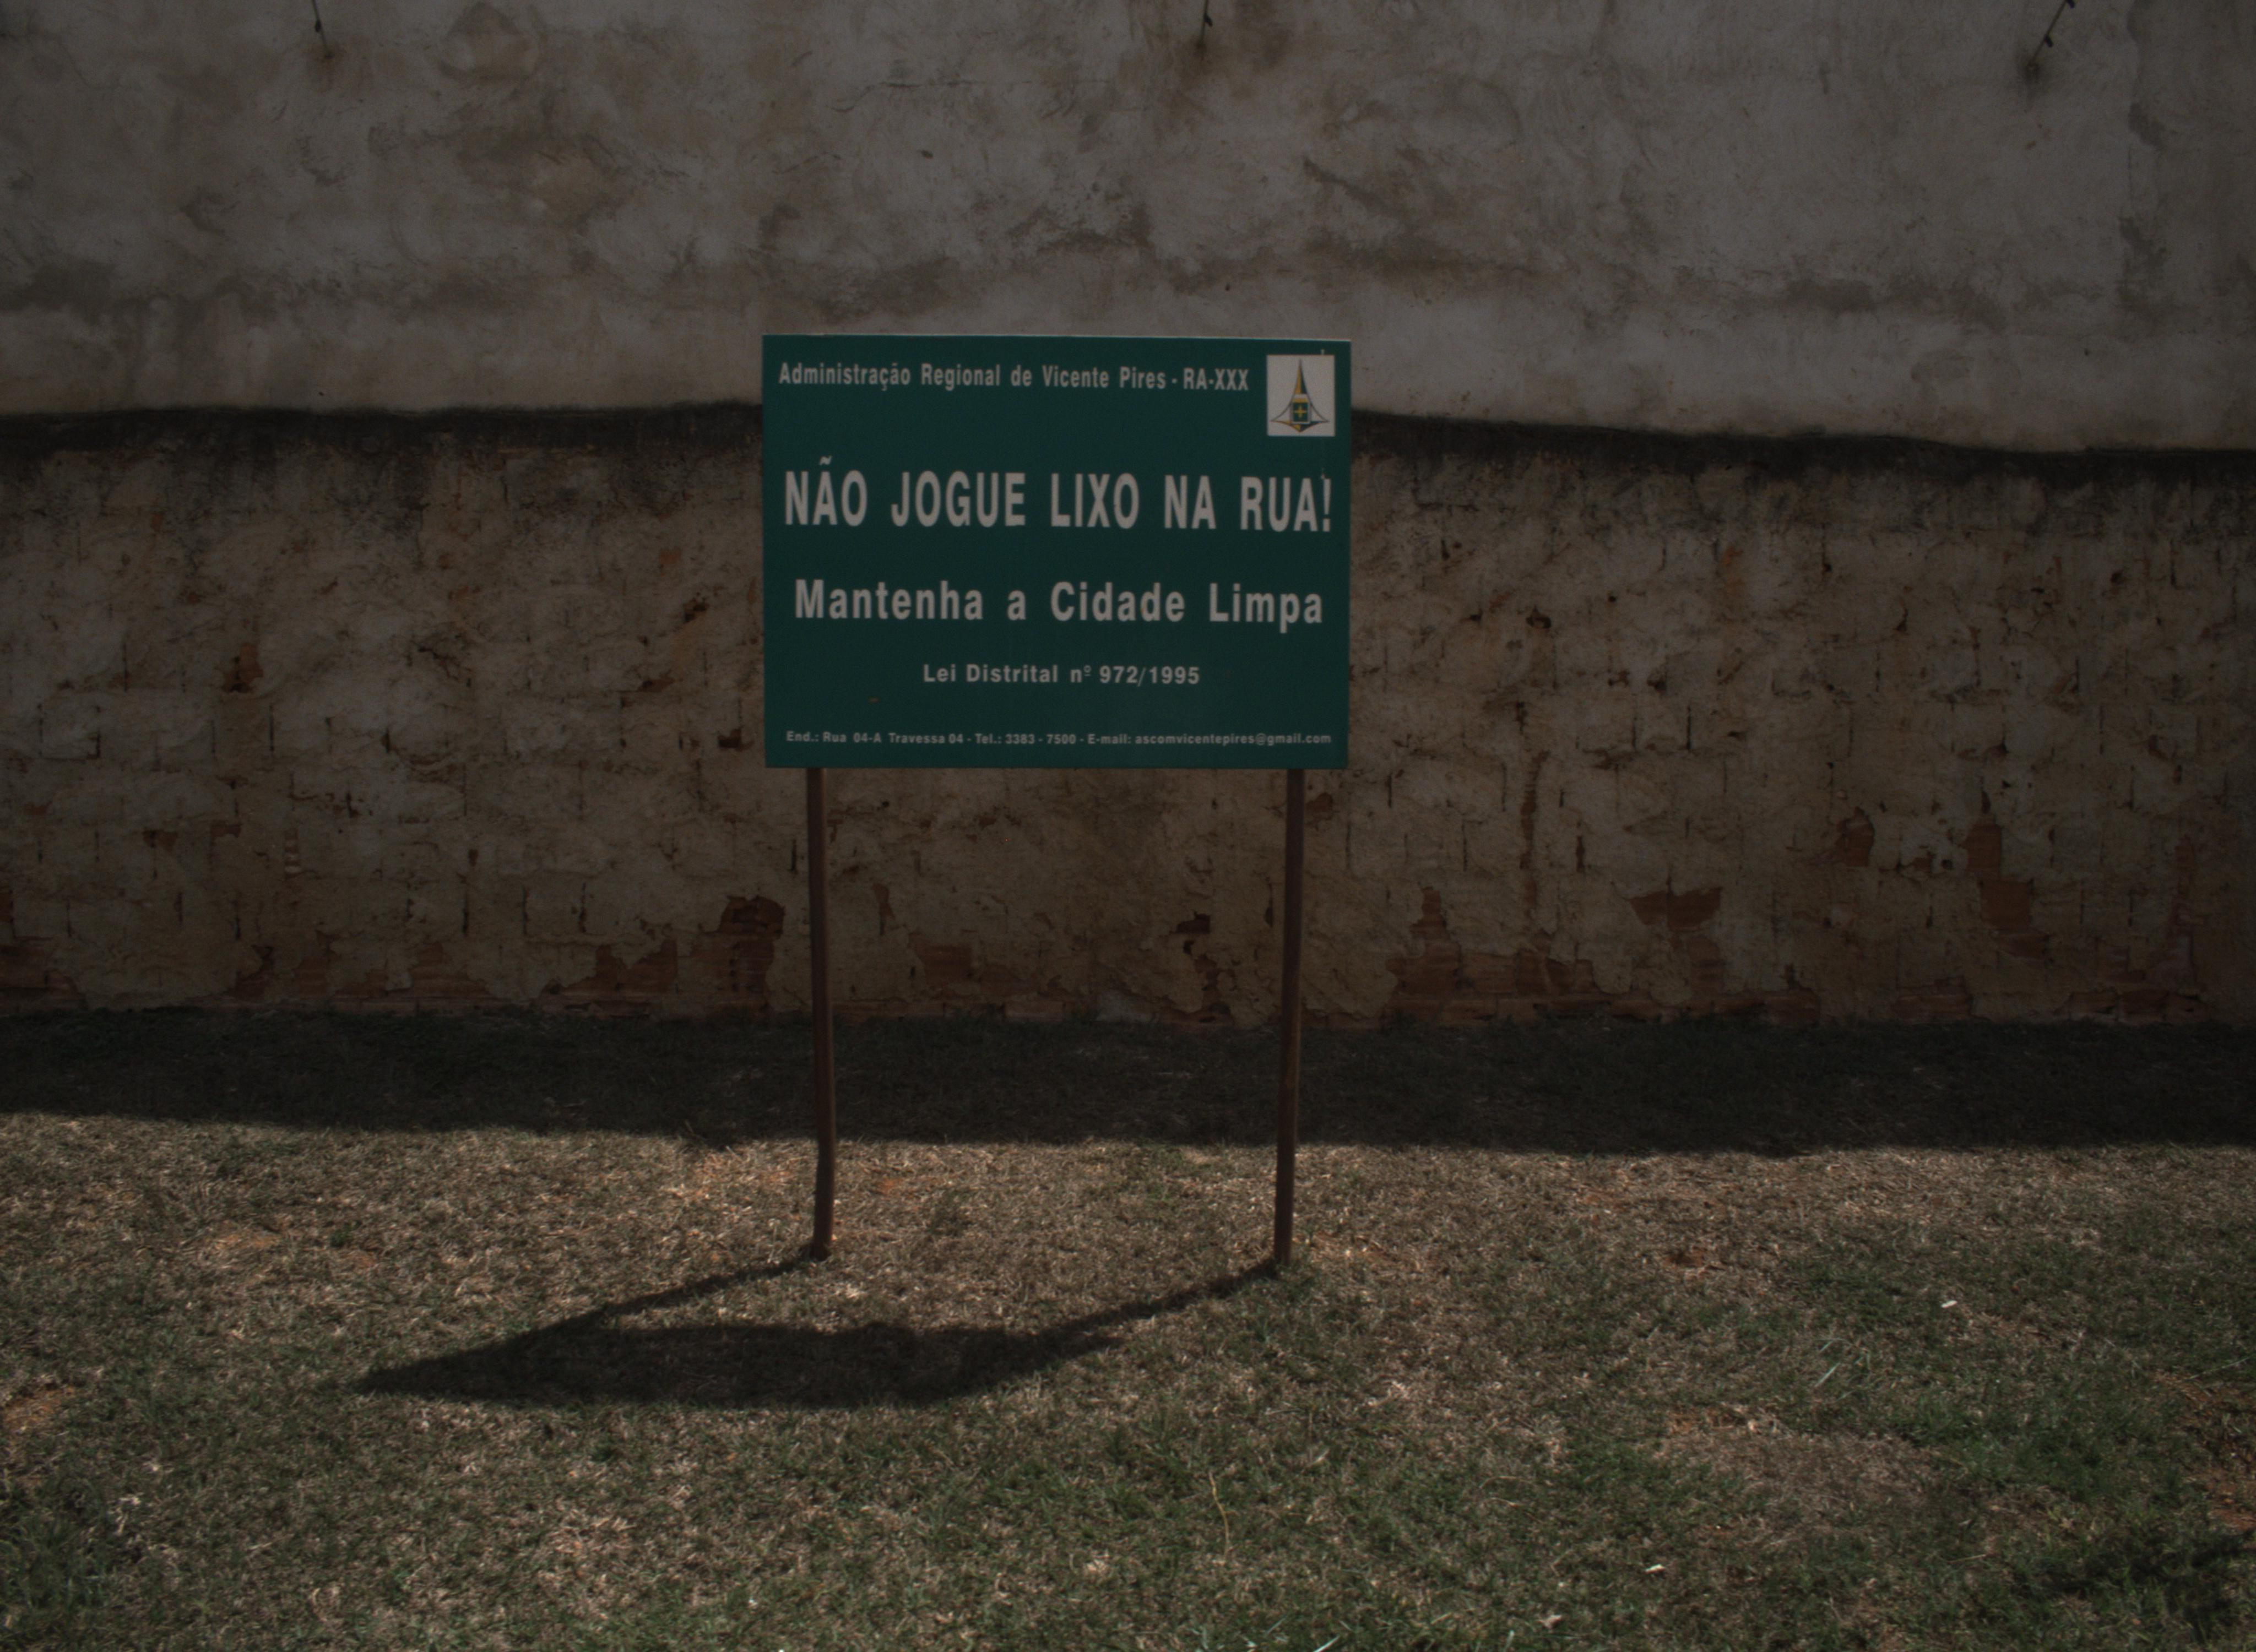 Administração Regional de Vicente Pires - RA-XXX
NÃO JOGUE LIXO NA RUA!
Mantenha a Cidade Limpa
Lei Distrital nº 972/1995
End.: Rua 04-A Travessa 04 - Tel.: 3383 - 7500 - E-mail: ascomvicentepires@gmail.com